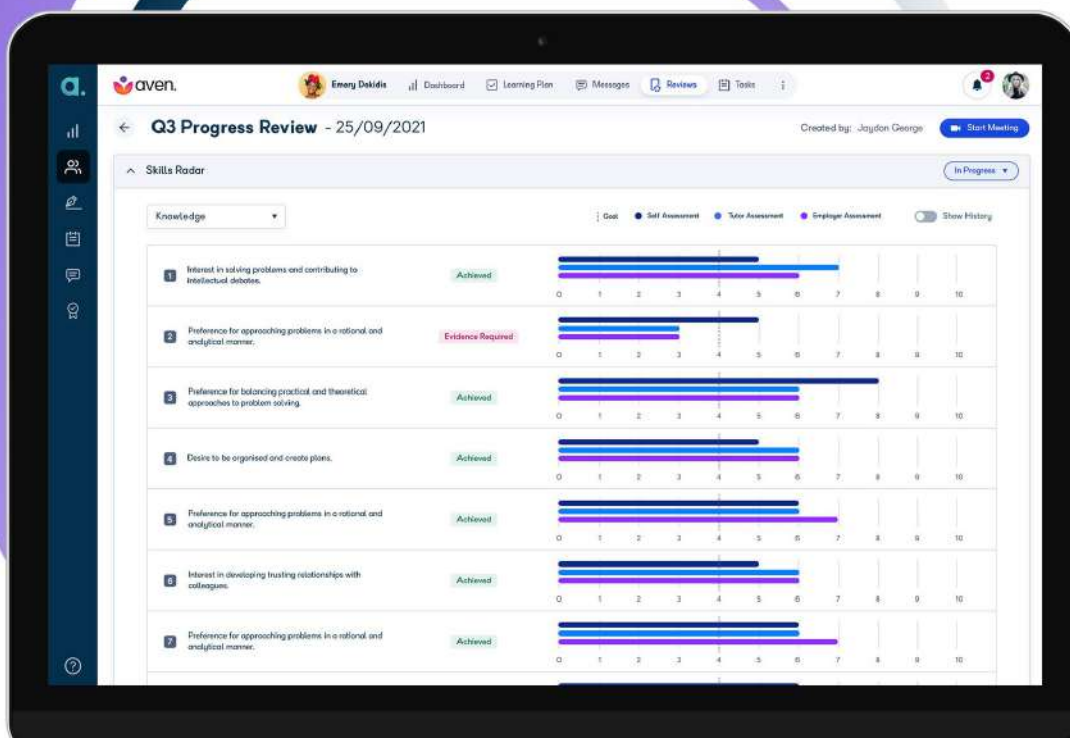 a.
aven.
Emery Dokidis
Dashboard
Learning Plan
Messages
Reviews
Tasks
2
Q3 Progress Review - 25/09/2021
Created by: Jaydon George
Start Meeting
Skills Radar
In Progress
Knowledge
Goal
Self Assessment
Tutor Assessment
Employer Assessment
Show History
1
Interest in solving problems and contributing to
intellectual debates.
Achieved
0 1 2 3 4 5 6 7 8 9 10
2
Preference for approaching problems in a rational and
analytical manner.
Evidence Required
0 1 2 3 4 5 6 7 8 9 10
3
Preference for balancing practical and theoretical
approaches to problem solving.
Achieved
0 1 2 3 4 5 6 7 8 9 10
4
Desire to be organised and create plans.
Achieved
0 1 2 3 4 5 6 7 8 9 10
5
Preference for approaching problems in a rational and
analytical manner.
Achieved
0 1 2 3 4 5 6 7 8 9 10
6
Interest in developing trusting relationships with
colleagues.
Achieved
0 1 2 3 4 5 6 7 8 9 10
7
Preference for approaching problems in a rational and
analytical manner.
Achieved
0 1 2 3 4 5 6 7 8 9 10
?